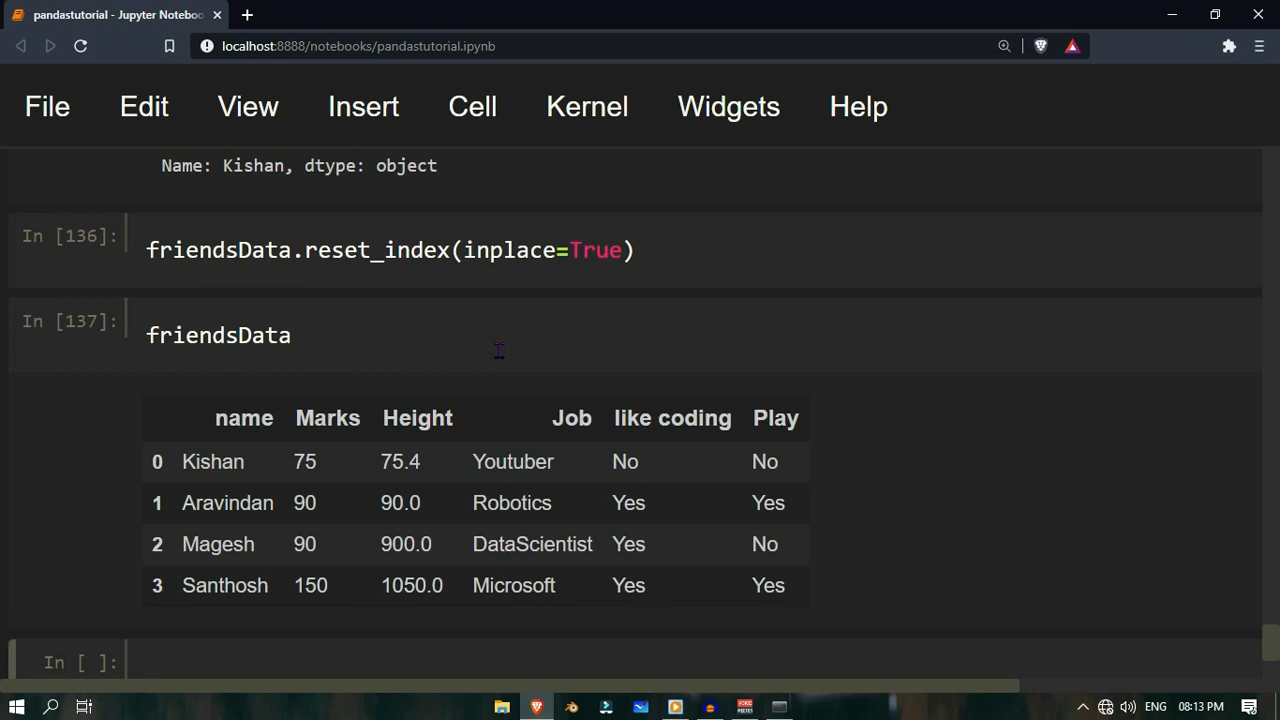 pandastutorial - Jupyter Noteboo
localhost:8888/notebooks/pandastutorial.ipynb
File Edit View Insert Cell Kernel Widgets Help
Name: Kishan, dtype: object
In [136]: friendsData.reset_index(inplace=True)
In [137]: friendsData
name Marks Height Job like coding Play
0 Kishan 75 75.4 Youtuber No No
1 Aravindan 90 90.0 Robotics Yes Yes
2 Magesh 90 900.0 DataScientist Yes No
3 Santhosh 150 1050.0 Microsoft Yes Yes
In [ ]:
ENG 08:13 PM